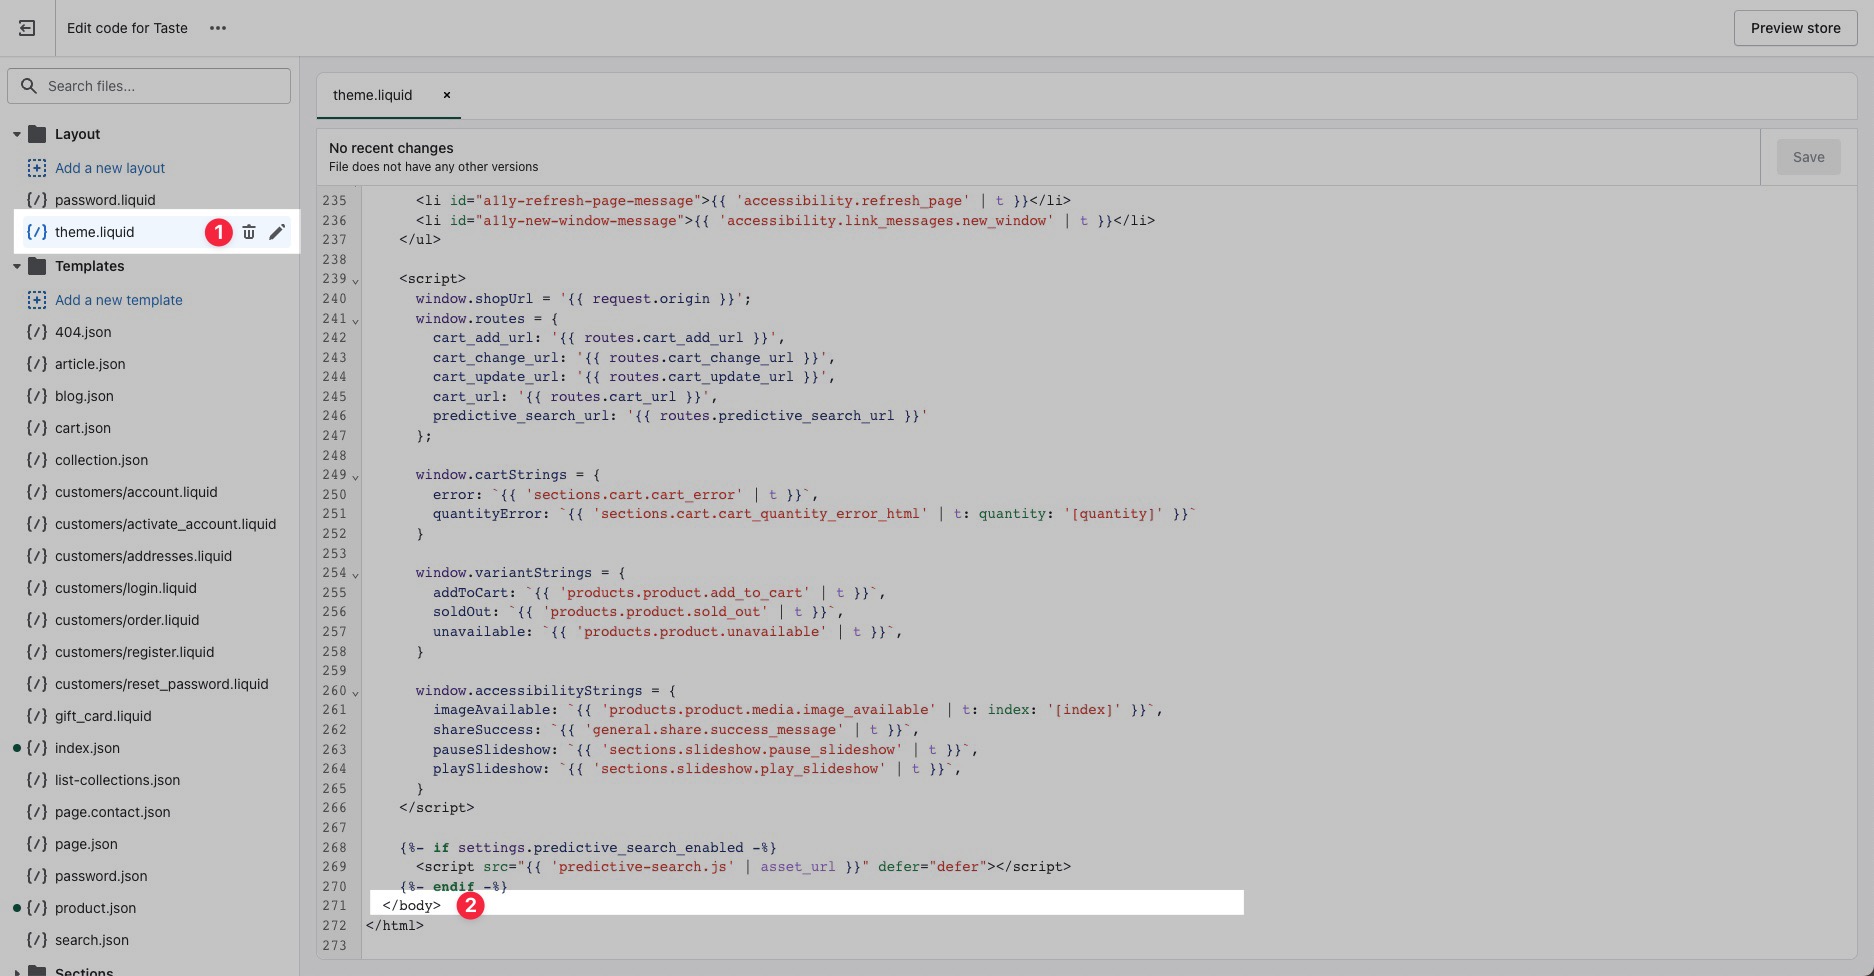 Edit code for Taste
Preview store
Search files...
Layout
Add a new layout
password.liquid
theme.liquid
1
Templates
Add a new template
404.json
article.json
blog.json
cart.json
collection.json
customers/account.liquid
customers/activate_account.liquid
customers/addresses.liquid
customers/login.liquid
customers/order.liquid
customers/register.liquid
customers/reset_password.liquid
gift_card.liquid
index.json
list-collections.json
page.contact.json
page.json
password.json
product.json
search.json
Sections
theme.liquid ×
No recent changes
File does not have any other versions
Save
235 <li id="a11y-refresh-page-message">{{ 'accessibility.refresh_page' | t }}</li>
236 <li id="a11y-new-window-message">{{ 'accessibility.link_messages.new_window' | t }}</li>
237 </ul>
238
239 <script>
240 window.shopUrl = '{{ request.origin }}';
241 window.routes = {
242 cart_add_url: '{{ routes.cart_add_url }}',
243 cart_change_url: '{{ routes.cart_change_url }}',
244 cart_update_url: '{{ routes.cart_update_url }}',
245 cart_url: '{{ routes.cart_url }}',
246 predictive_search_url: '{{ routes.predictive_search_url }}'
247 };
248
249 window.cartStrings = {
250 error: `{{ 'sections.cart.cart_error' | t }}`,
251 quantityError: `{{ 'sections.cart.cart_quantity_error_html' | t: quantity: '[quantity]' }}`
252 }
253
254 window.variantStrings = {
255 addToCart: `{{ 'products.product.add_to_cart' | t }}`,
256 soldOut: `{{ 'products.product.sold_out' | t }}`,
257 unavailable: `{{ 'products.product.unavailable' | t }}`,
258 }
259
260 window.accessibilityStrings = {
261 imageAvailable: `{{ 'products.product.media.image_available' | t: index: '[index]' }}`,
262 shareSuccess: `{{ 'general.share.success_message' | t }}`,
263 pauseSlideshow: `{{ 'sections.slideshow.pause_slideshow' | t }}`,
264 playSlideshow: `{{ 'sections.slideshow.play_slideshow' | t }}`,
265 }
266 </script>
267
268 {%- if settings.predictive_search_enabled -%}
269 <script src="{{ 'predictive-search.js' | asset_url }}" defer="defer"></script>
270 {%- endif -%}
271 </body> 2
272 </html>
273